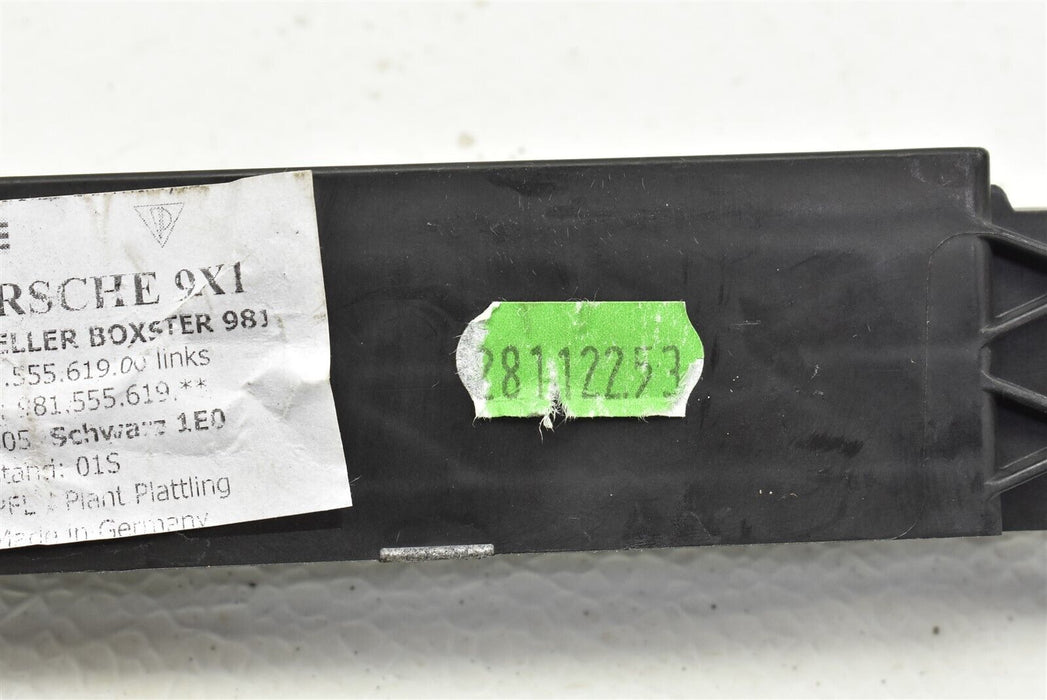 E
RSCHE 9X1
ELLER BOXSTER 981
.555.619.00 links
981.555.619.**
05 Schwarz 1E0
tand: 01S
Plant Plattling
Made in Germany
28112253